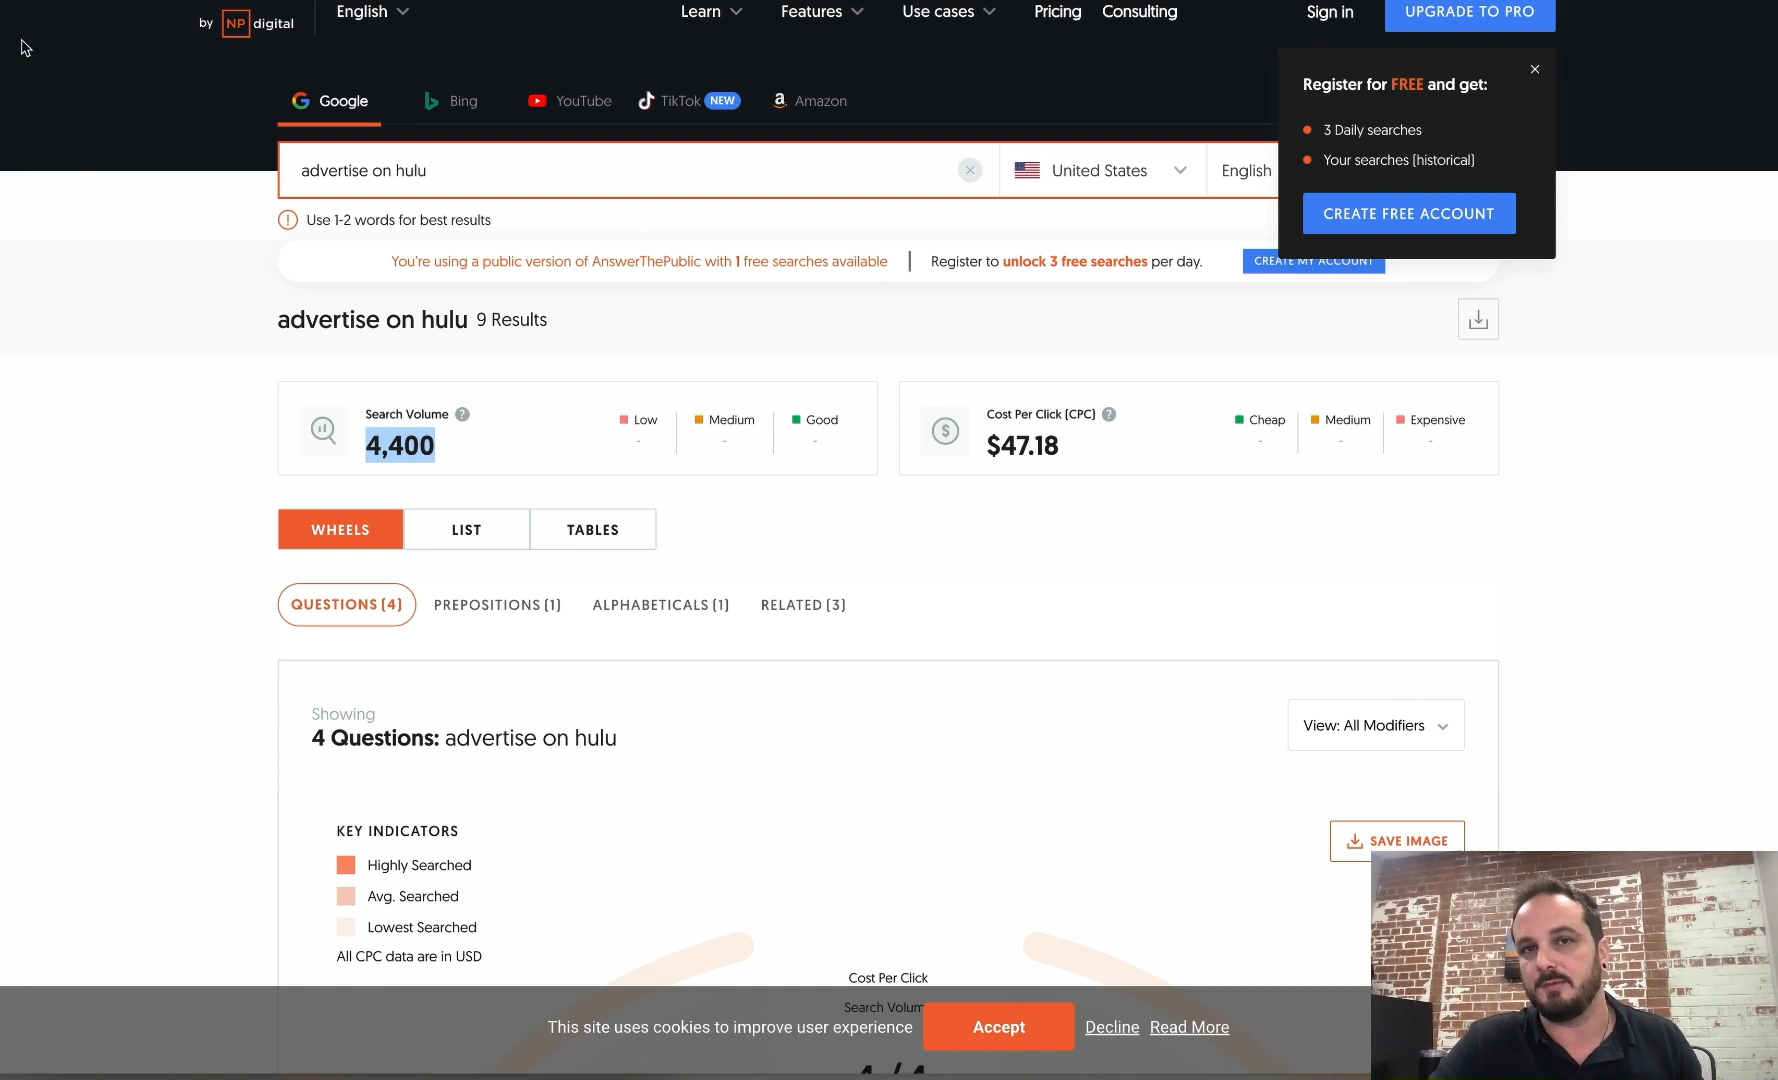 by NP digital
English
Learn
Features
Use cases
Pricing
Consulting
Sign in
UPGRADE TO PRO
Google
Bing
YouTube
TikTok NEW
Amazon
Register for FREE and get:
3 Daily searches
Your searches (historical)
CREATE FREE ACCOUNT
advertise on hulu
United States
English
Use 1-2 words for best results
You're using a public version of AnswerThePublic with 1 free searches available
Register to unlock 3 free searches per day.
CREATE MY ACCOUNT
advertise on hulu 9 Results
Search Volume ?
4,400
Low
-
Medium
-
Good
-
Cost Per Click (CPC) ?
$47.18
Cheap
-
Medium
-
Expensive
-
WHEELS
LIST
TABLES
QUESTIONS (4)
PREPOSITIONS (1)
ALPHABETICALS (1)
RELATED (3)
Showing
4 Questions: advertise on hulu
View: All Modifiers
KEY INDICATORS
SAVE IMAGE
Highly Searched
Avg. Searched
Lowest Searched
All CPC data are in USD
Cost Per Click
This site uses cookies to improve user experience
Accept
Decline
Read More